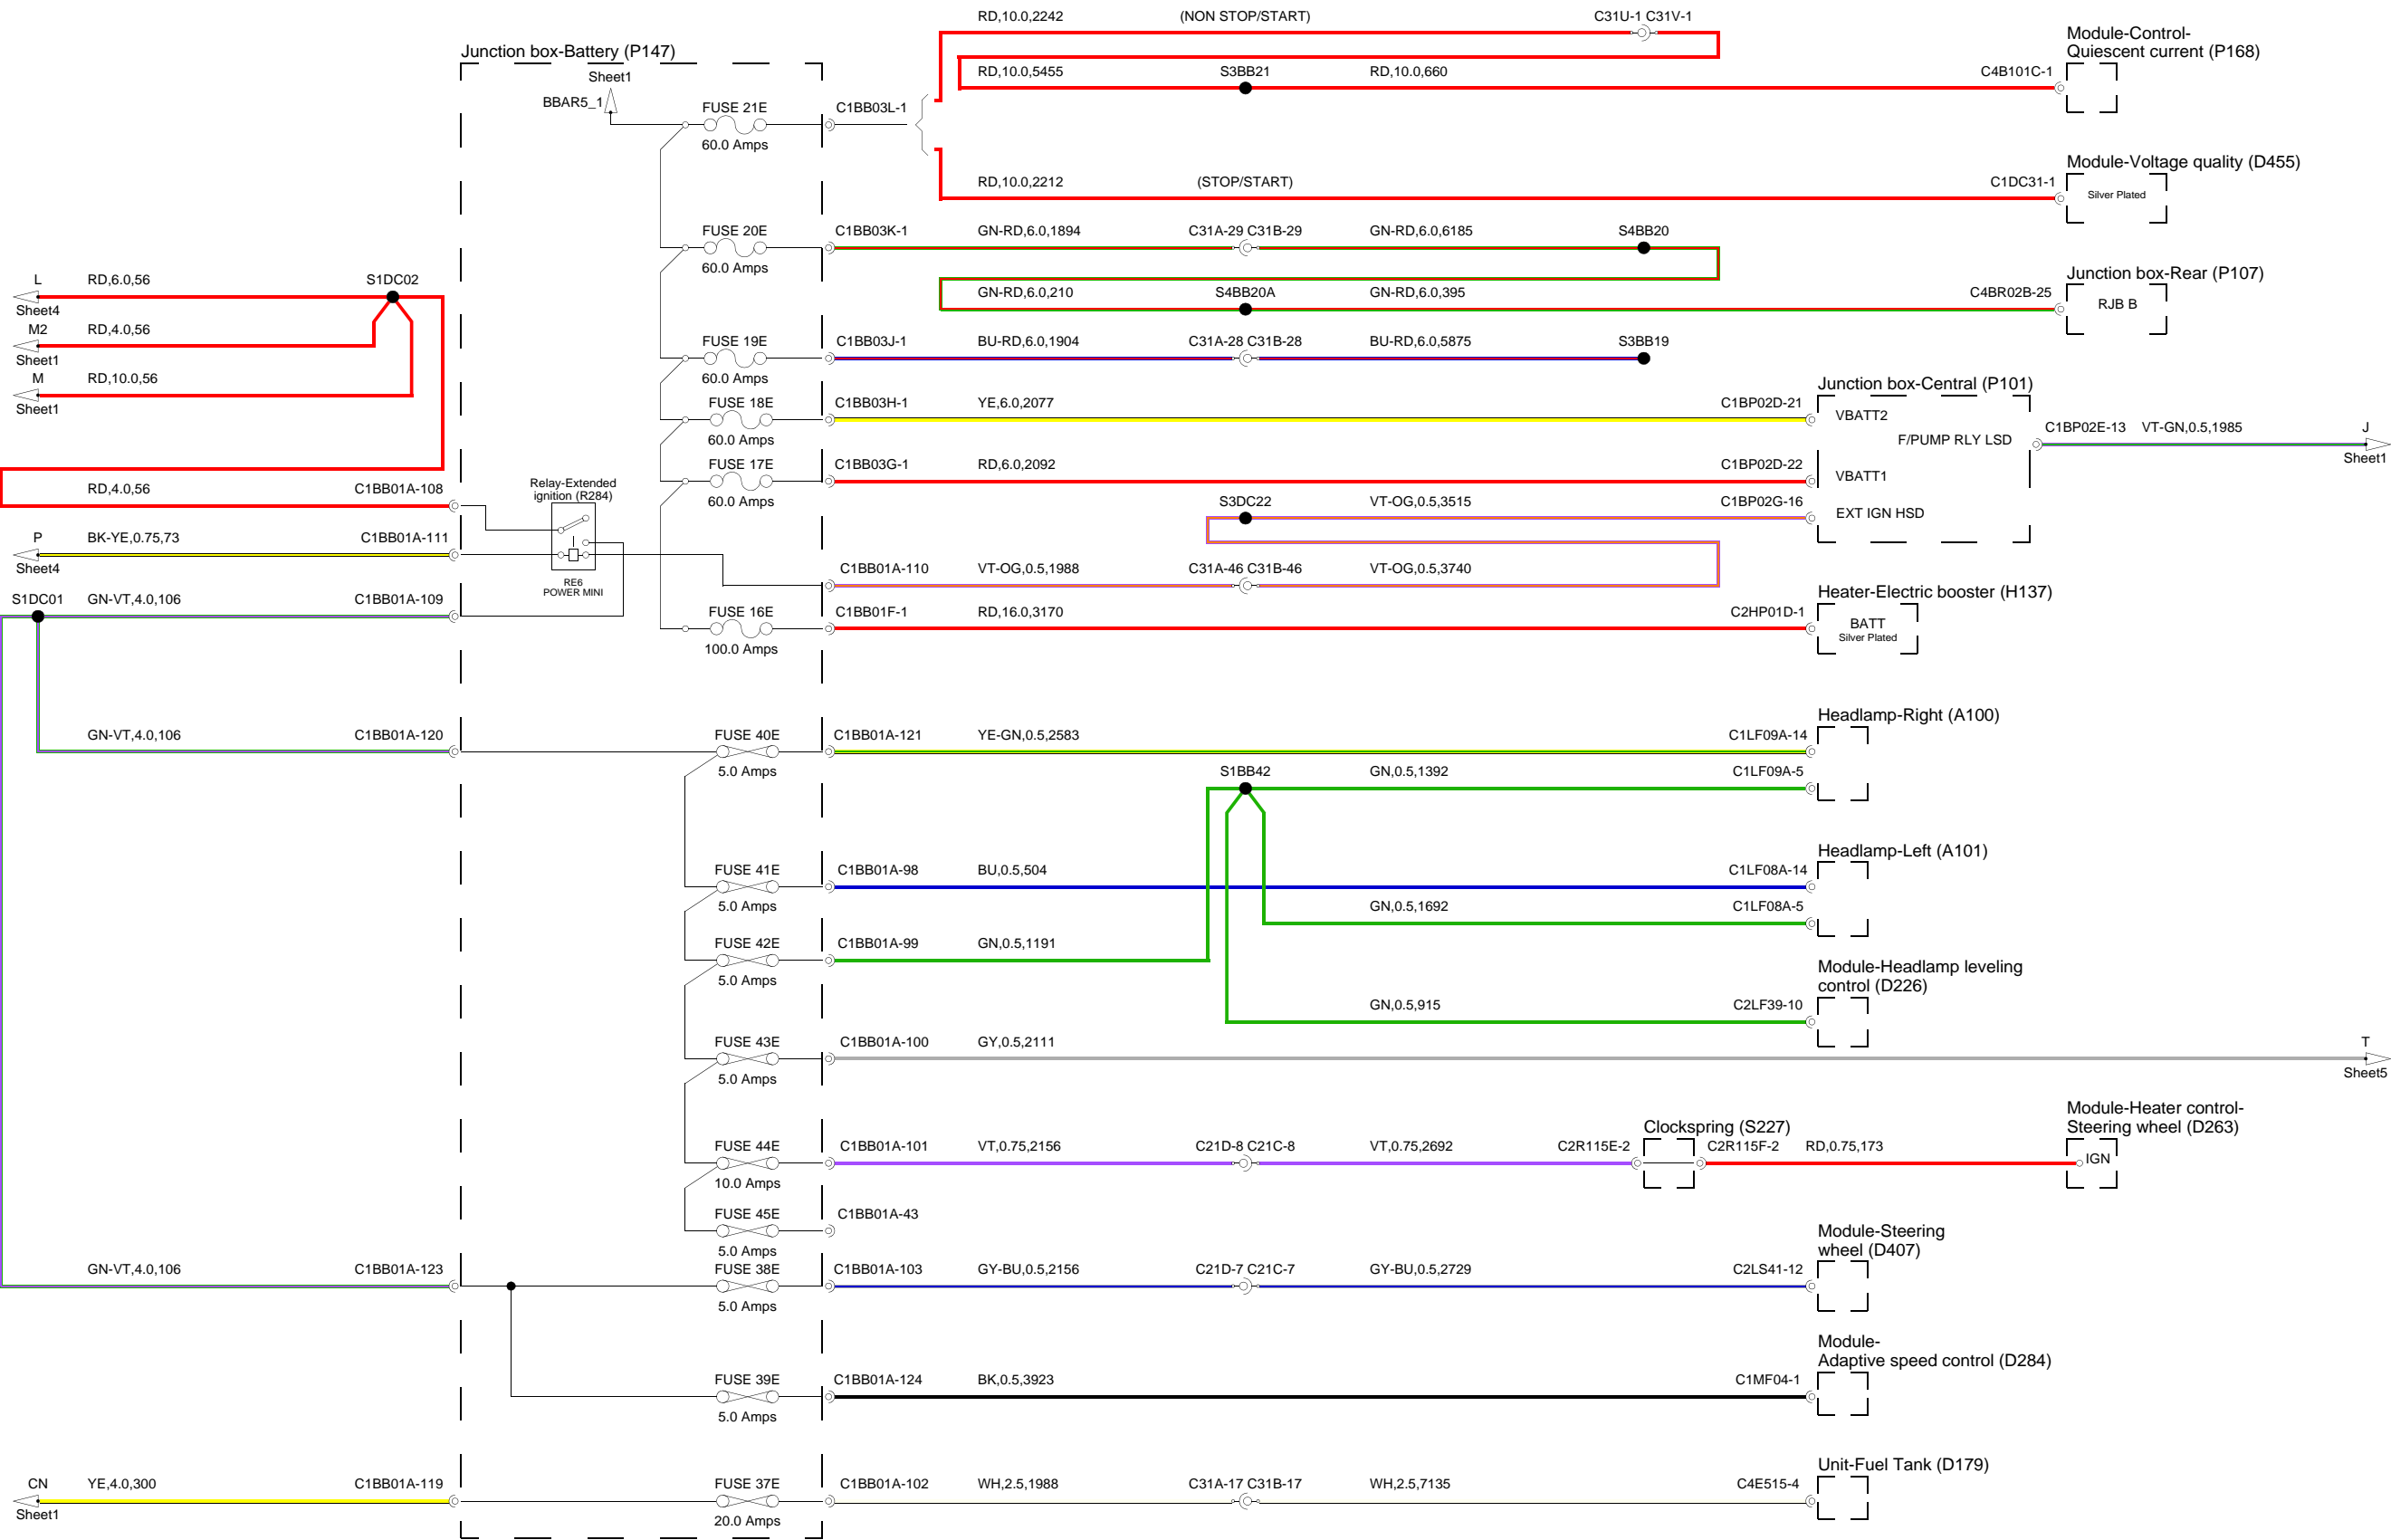 RD,10.0,2242 (NON STOP/START) C31U-1 C31V-1
Module-Control-
Quiescent current (P168)
Junction box-Battery (P147)
Sheet1
BBAR5_1
RD,10.0,5455 S3BB21 RD,10.0,660 C4B101C-1
FUSE 21E C1BB03L-1
60.0 Amps
Module-Voltage quality (D455)
RD,10.0,2212 (STOP/START) C1DC31-1
Silver Plated
FUSE 20E C1BB03K-1 GN-RD,6.0,1894 C31A-29 C31B-29 GN-RD,6.0,6185 S4BB20
60.0 Amps
L RD,6.0,56 S1DC02
Sheet4
Junction box-Rear (P107)
GN-RD,6.0,210 S4BB20A GN-RD,6.0,395 C4BR02B-25
RJB B
M2 RD,4.0,56
Sheet1
FUSE 19E C1BB03J-1 BU-RD,6.0,1904 C31A-28 C31B-28 BU-RD,6.0,5875 S3BB19
60.0 Amps
M RD,10.0,56
Sheet1
Junction box-Central (P101)
FUSE 18E C1BB03H-1 YE,6.0,2077 C1BP02D-21
VBATT2
60.0 Amps
F/PUMP RLY LSD
C1BP02E-13 VT-GN,0.5,1985 J
Sheet1
FUSE 17E C1BB03G-1 RD,6.0,2092 C1BP02D-22
VBATT1
60.0 Amps
RD,4.0,56 C1BB01A-108
Relay-Extended
ignition (R284)
S3DC22 VT-OG,0.5,3515 C1BP02G-16
EXT IGN HSD
P BK-YE,0.75,73 C1BB01A-111
Sheet4
RE6
POWER MINI
C1BB01A-110 VT-OG,0.5,1988 C31A-46 C31B-46 VT-OG,0.5,3740
S1DC01 GN-VT,4.0,106 C1BB01A-109
Heater-Electric booster (H137)
FUSE 16E C1BB01F-1 RD,16.0,3170 C2HP01D-1
BATT
Silver Plated
100.0 Amps
Headlamp-Right (A100)
GN-VT,4.0,106 C1BB01A-120
FUSE 40E C1BB01A-121 YE-GN,0.5,2583 C1LF09A-14
5.0 Amps
S1BB42 GN,0.5,1392 C1LF09A-5
Headlamp-Left (A101)
FUSE 41E C1BB01A-98 BU,0.5,504 C1LF08A-14
5.0 Amps
GN,0.5,1692 C1LF08A-5
FUSE 42E C1BB01A-99 GN,0.5,1191
5.0 Amps
Module-Headlamp leveling
control (D226)
GN,0.5,915 C2LF39-10
FUSE 43E C1BB01A-100 GY,0.5,2111 T
Sheet5
5.0 Amps
Module-Heater control-
Steering wheel (D263)
Clockspring (S227)
FUSE 44E C1BB01A-101 VT,0.75,2156 C21D-8 C21C-8 VT,0.75,2692 C2R115E-2 C2R115F-2 RD,0.75,173
IGN
10.0 Amps
FUSE 45E C1BB01A-43
5.0 Amps
Module-Steering
wheel (D407)
GN-VT,4.0,106 C1BB01A-123
FUSE 38E C1BB01A-103 GY-BU,0.5,2156 C21D-7 C21C-7 GY-BU,0.5,2729 C2LS41-12
5.0 Amps
Module-
Adaptive speed control (D284)
FUSE 39E C1BB01A-124 BK,0.5,3923 C1MF04-1
5.0 Amps
Unit-Fuel Tank (D179)
CN YE,4.0,300 C1BB01A-119
Sheet1
FUSE 37E C1BB01A-102 WH,2.5,1988 C31A-17 C31B-17 WH,2.5,7135 C4E515-4
20.0 Amps